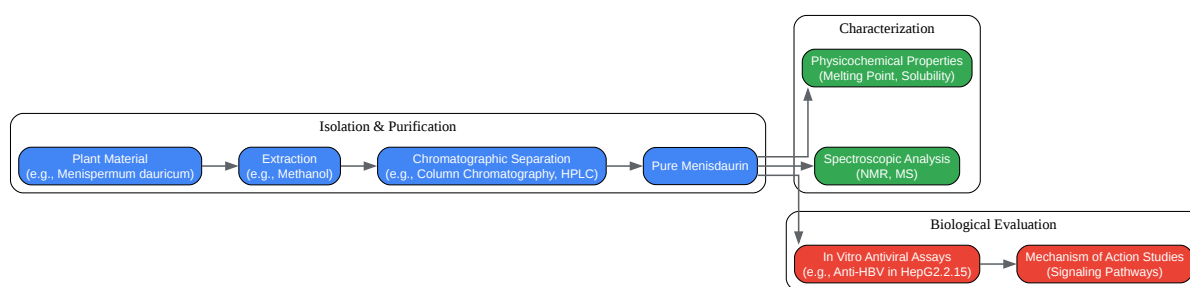 Characterization
Physicochemical Properties
(Melting Point, Solubility)
Isolation & Purification
Plant Material
(e.g., Menispermum dauricum)
Extraction
(e.g., Methanol)
Chromatographic Separation
(e.g., Column Chromatography, HPLC)
Pure Menisdaurin
Spectroscopic Analysis
(NMR, MS)
Biological Evaluation
In Vitro Antiviral Assays
(e.g., Anti-HBV in HepG2.2.15)
Mechanism of Action Studies
(Signaling Pathways)